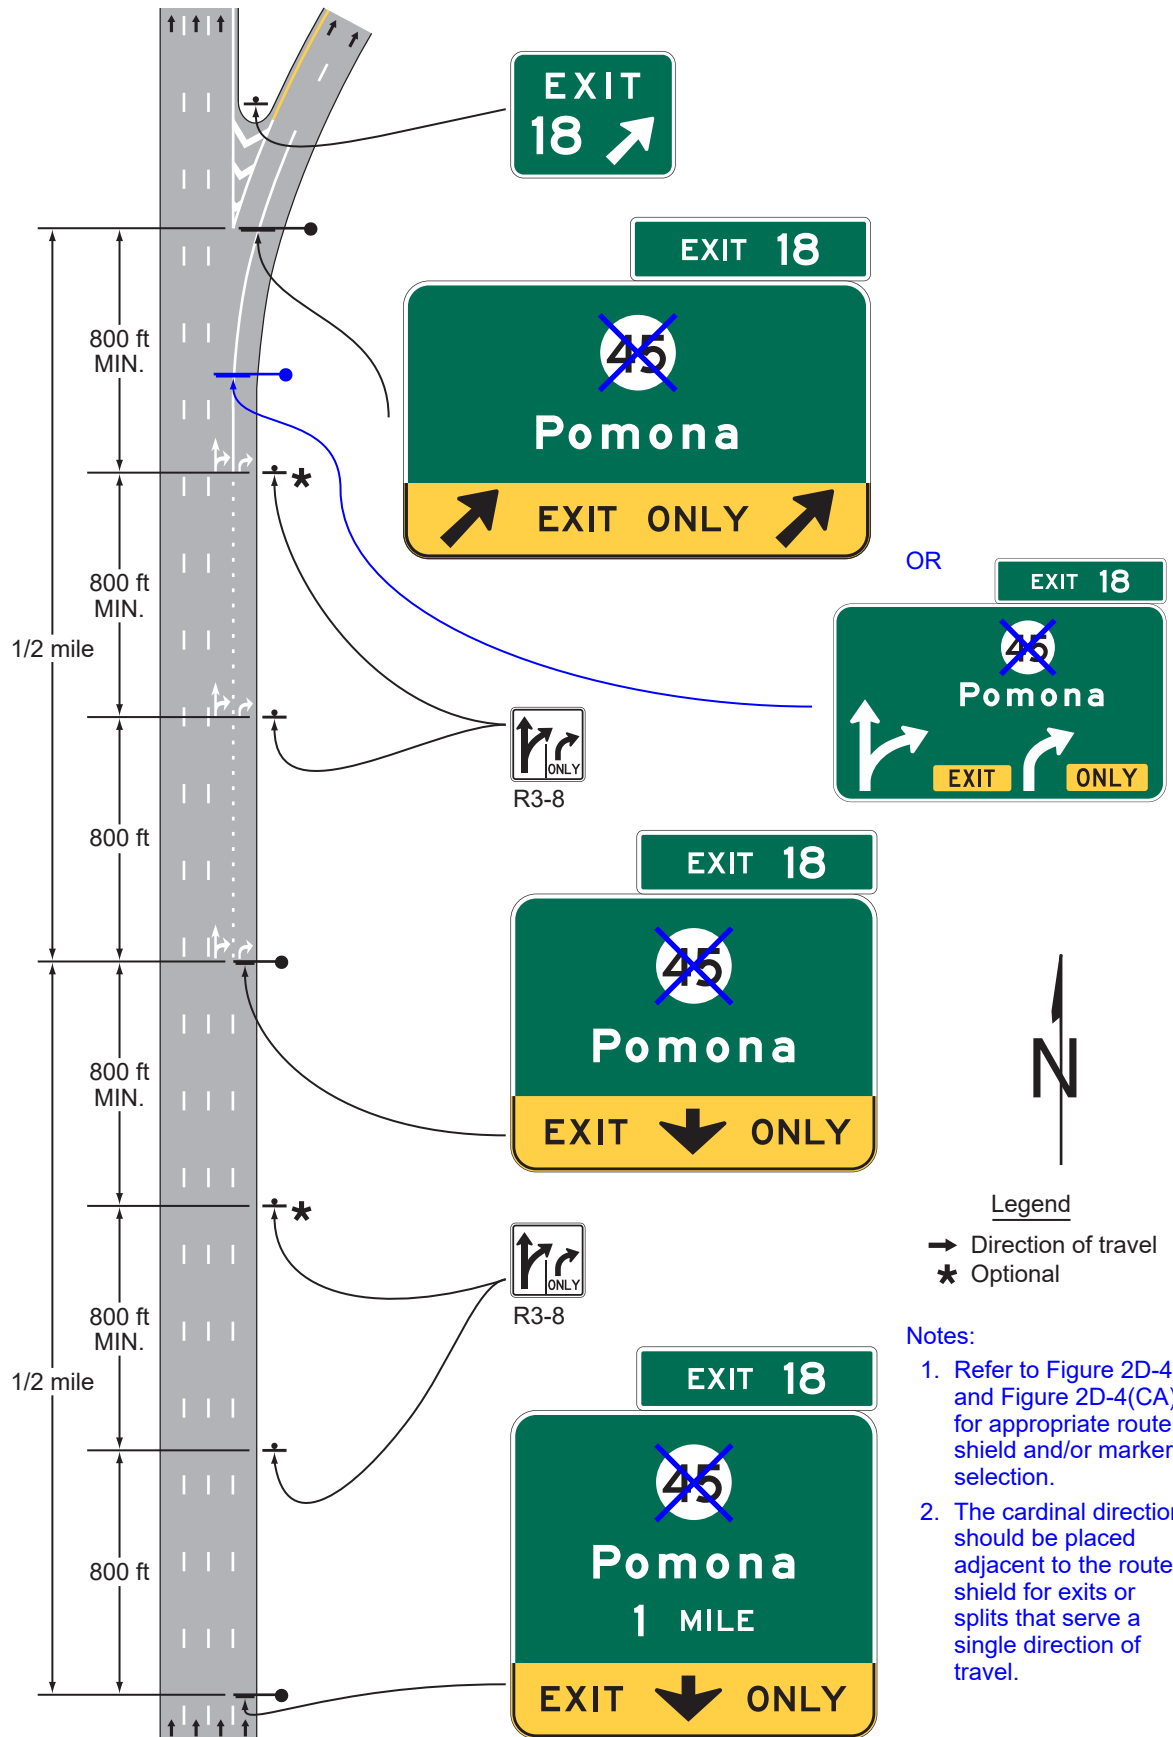 EXIT
18
EXIT 18
45
Pomona
EXIT ONLY
OR
EXIT 18
45
Pomona
EXIT ONLY
ONLY
R3-8
EXIT 18
45
Pomona
EXIT ONLY
ONLY
R3-8
EXIT 18
45
Pomona
1 MILE
EXIT ONLY
800 ft
MIN.
800 ft
MIN.
1/2 mile
800 ft
800 ft
MIN.
800 ft
MIN.
1/2 mile
800 ft
N
Legend
Direction of travel
* Optional
Notes:
1. Refer to Figure 2D-4
and Figure 2D-4(CA)
for appropriate route
shield and/or marker
selection.
2. The cardinal direction
should be placed
adjacent to the route
shield for exits or
splits that serve a
single direction of
travel.